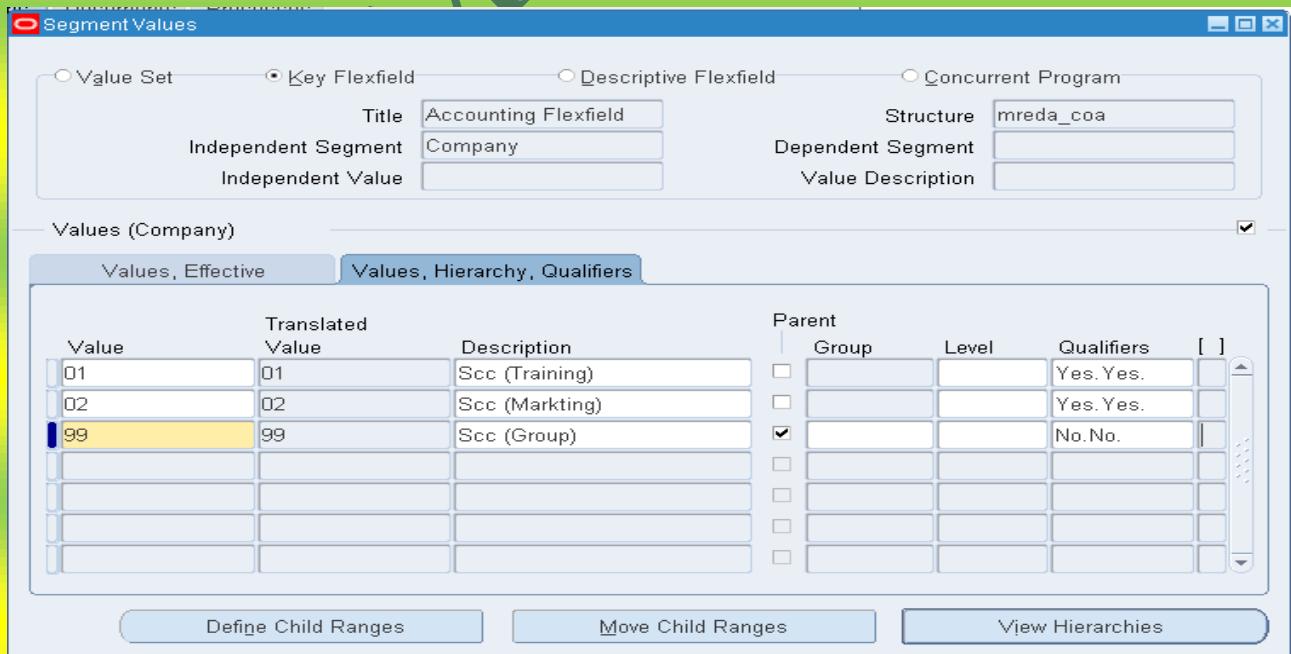 Segment Values
Value Set Key Flexfield Descriptive Flexfield Concurrent Program
Title Accounting Flexfield Structure mreda_coa
Independent Segment Company Dependent Segment
Independent Value Value Description
Values (Company)
Values, Effective Values, Hierarchy, Qualifiers
Translated Parent
Value Value Description Group Level Qualifiers [ ]
01 01 Scc (Training) Yes.Yes.
02 02 Scc (Markting) Yes.Yes.
99 99 Scc (Group) No.No.
Define Child Ranges Move Child Ranges View Hierarchies